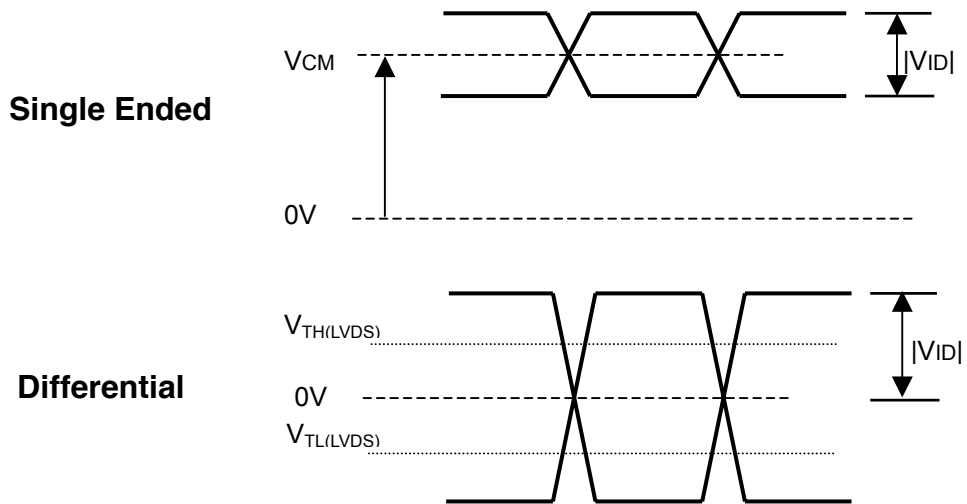 VCM
|VID|
Single Ended
0V
VTH(LVDS)
|VID|
Differential
0V
VTL(LVDS)